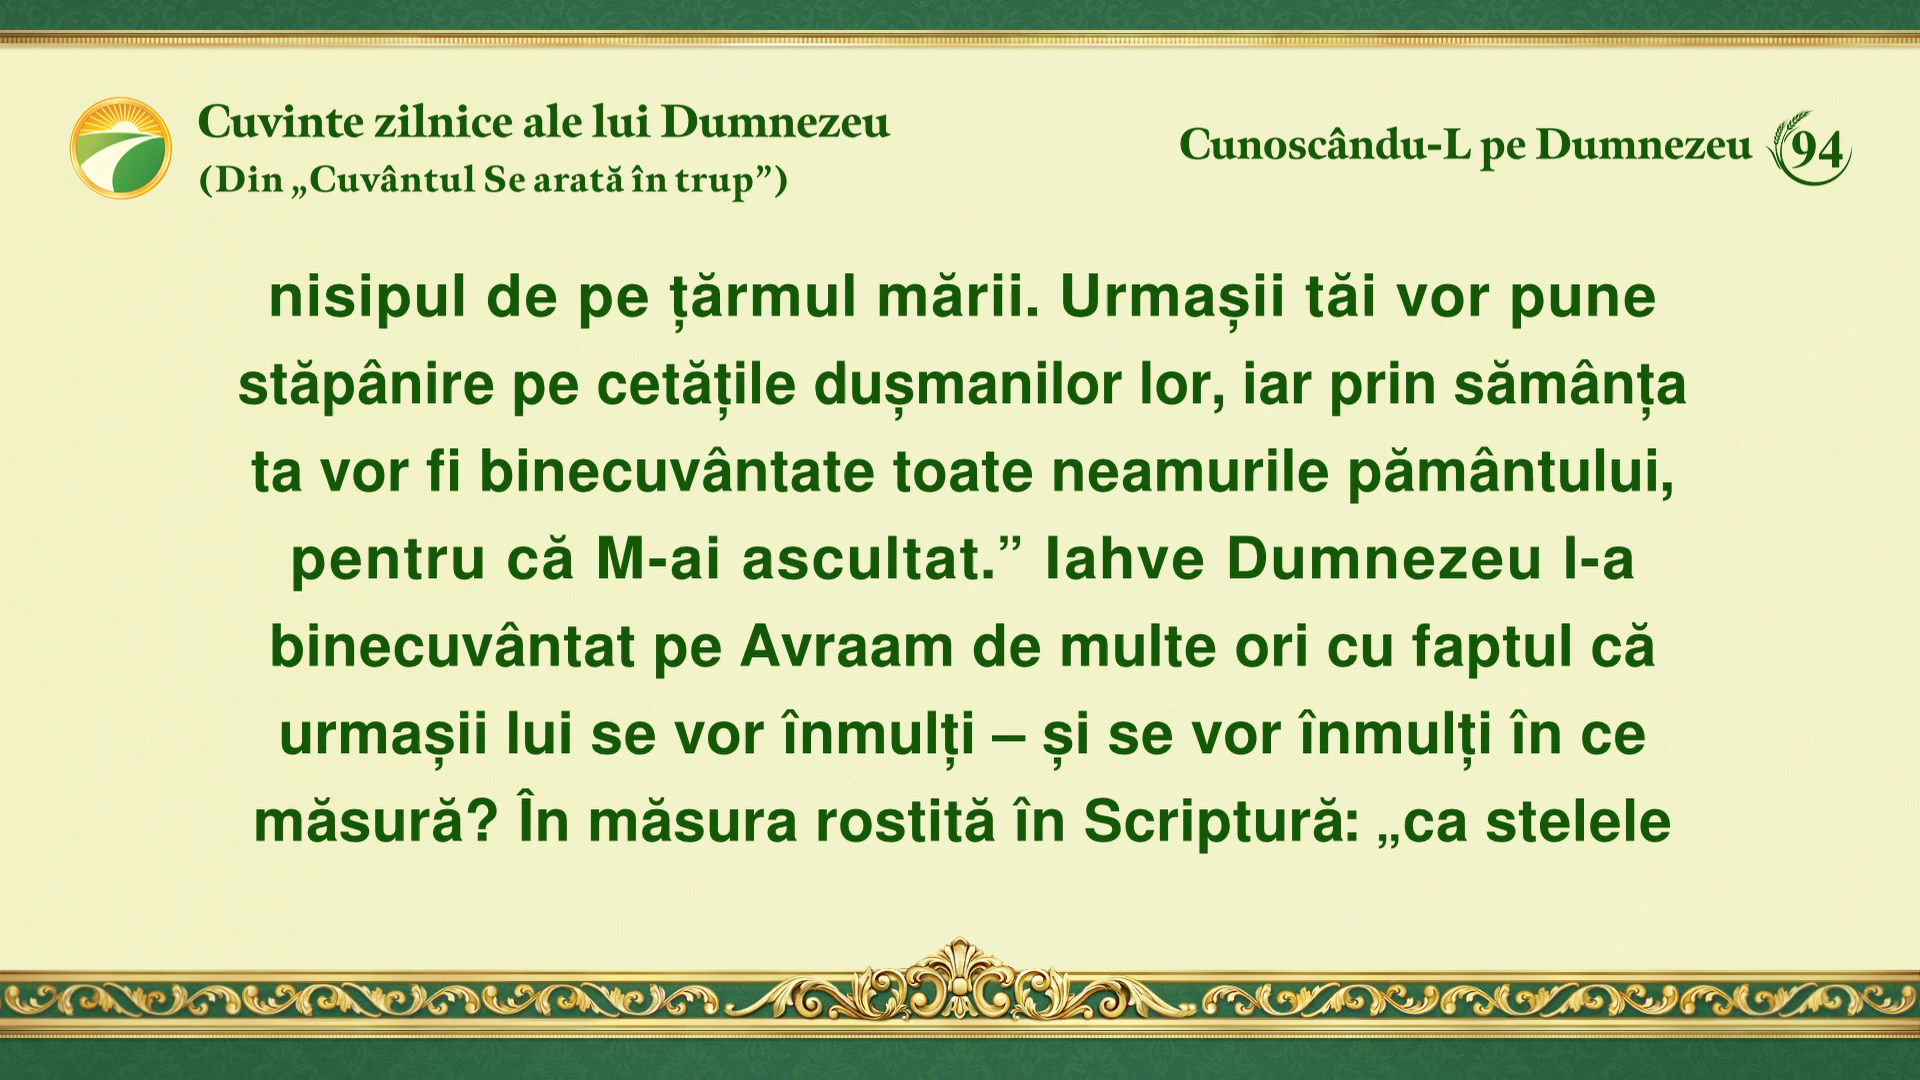 Cuvinte zilnice ale lui Dumnezeu
(Din „Cuvântul Se arată în trup”)
Cunoscându-L pe Dumnezeu 94
nisipul de pe țărmul mării. Urmașii tăi vor pune
stăpânire pe cetățile dușmanilor lor, iar prin sămânța
ta vor fi binecuvântate toate neamurile pământului,
pentru că M-ai ascultat.” Iahve Dumnezeu l-a
binecuvântat pe Avraam de multe ori cu faptul că
urmașii lui se vor înmulți – și se vor înmulți în ce
măsură? În măsura rostită în Scriptură: „ca stelele